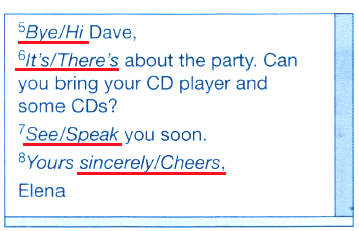 5Bye/Hi Dave,
6It's/There's about the party. Can
you bring your CD player and
some CDs?
7See/Speak you soon.
8Yours sincerely/Cheers,
Elena